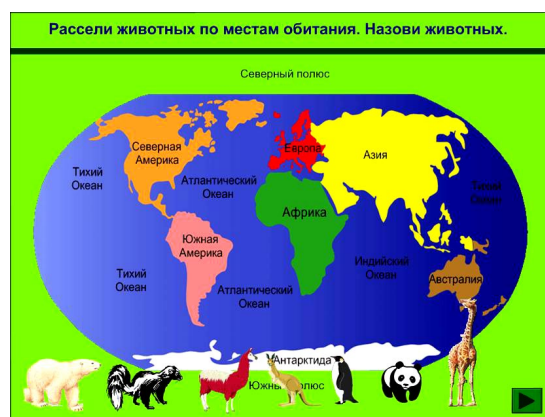 Рассели животных по местам обитания. Назови животных.
Северный полюс
Северная
Америка
Европа
Азия
Тихий
Океан
Атлантический
Океан
Тихий
Океан
Африка
Южная
Америка
Индийский
Океан
Австралия
Тихий
Океан
Атлантический
Океан
Антарктида
Южный полюс